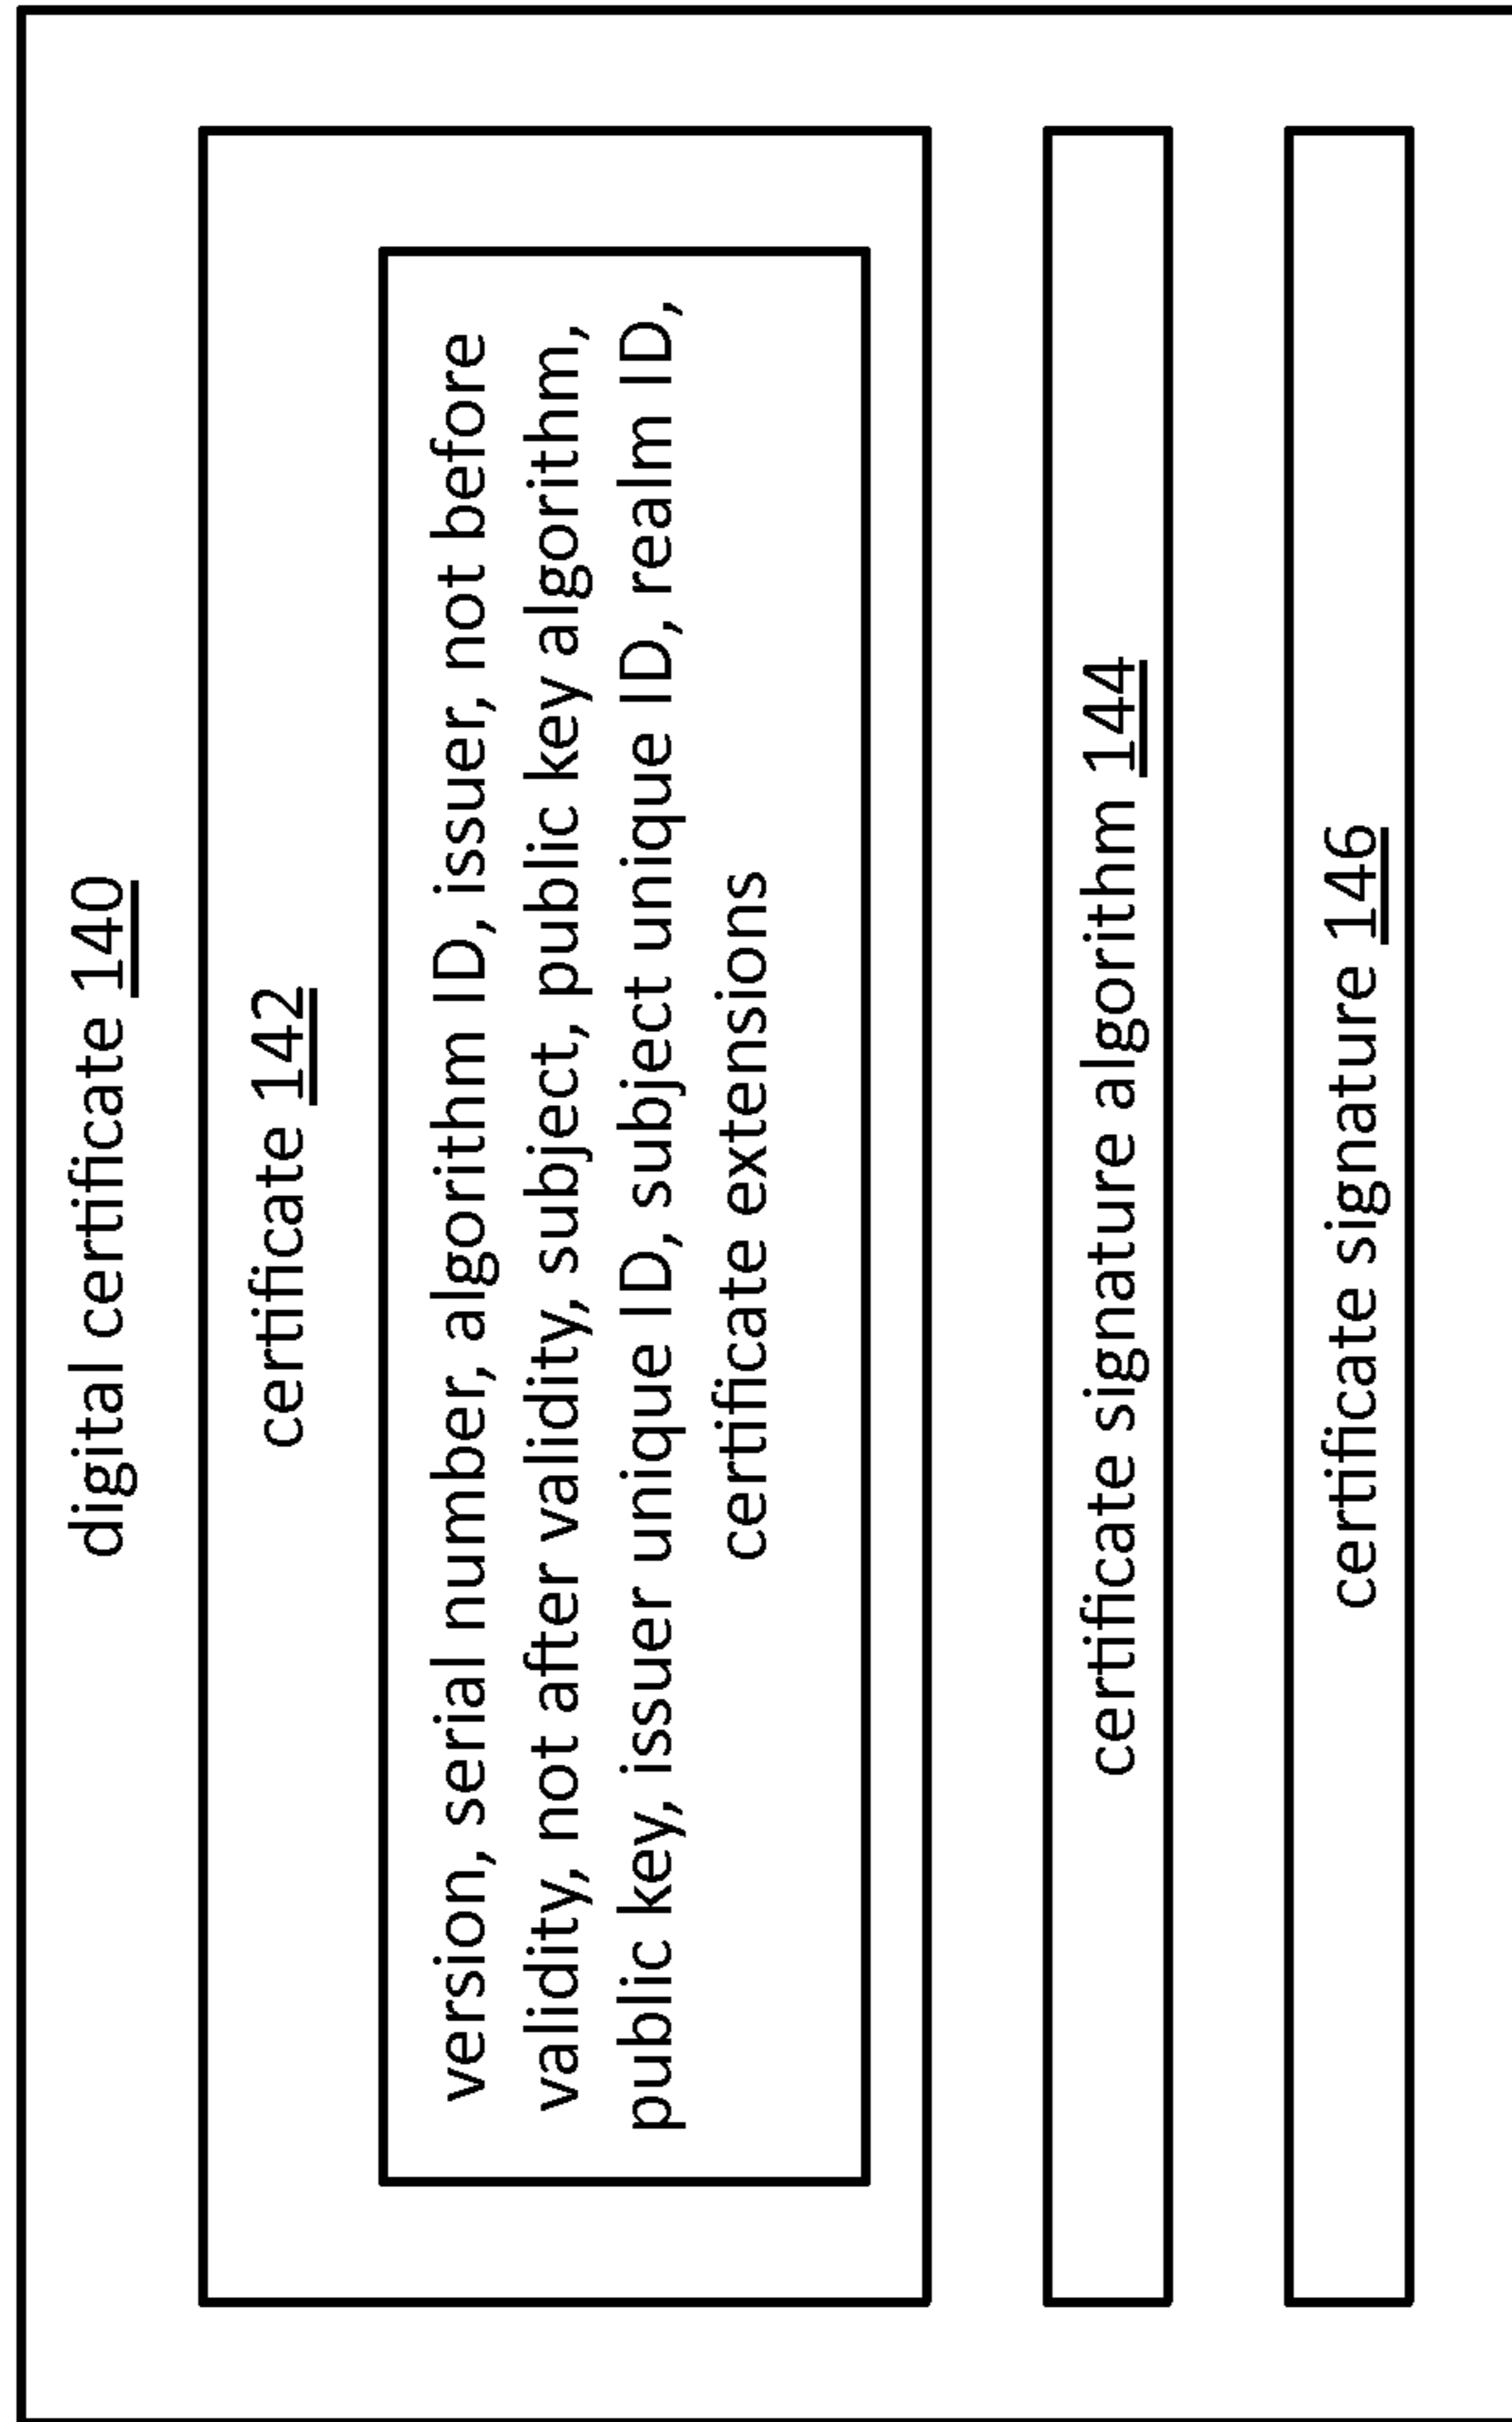 digital certificate 140
certificate 142
version, serial number, algorithm ID, issuer, not before
validity, not after validity, subject, public key algorithm,
public key, issuer unique ID, subject unique ID, realm ID,
certificate extensions
certificate signature algorithm 144
certificate signature 146